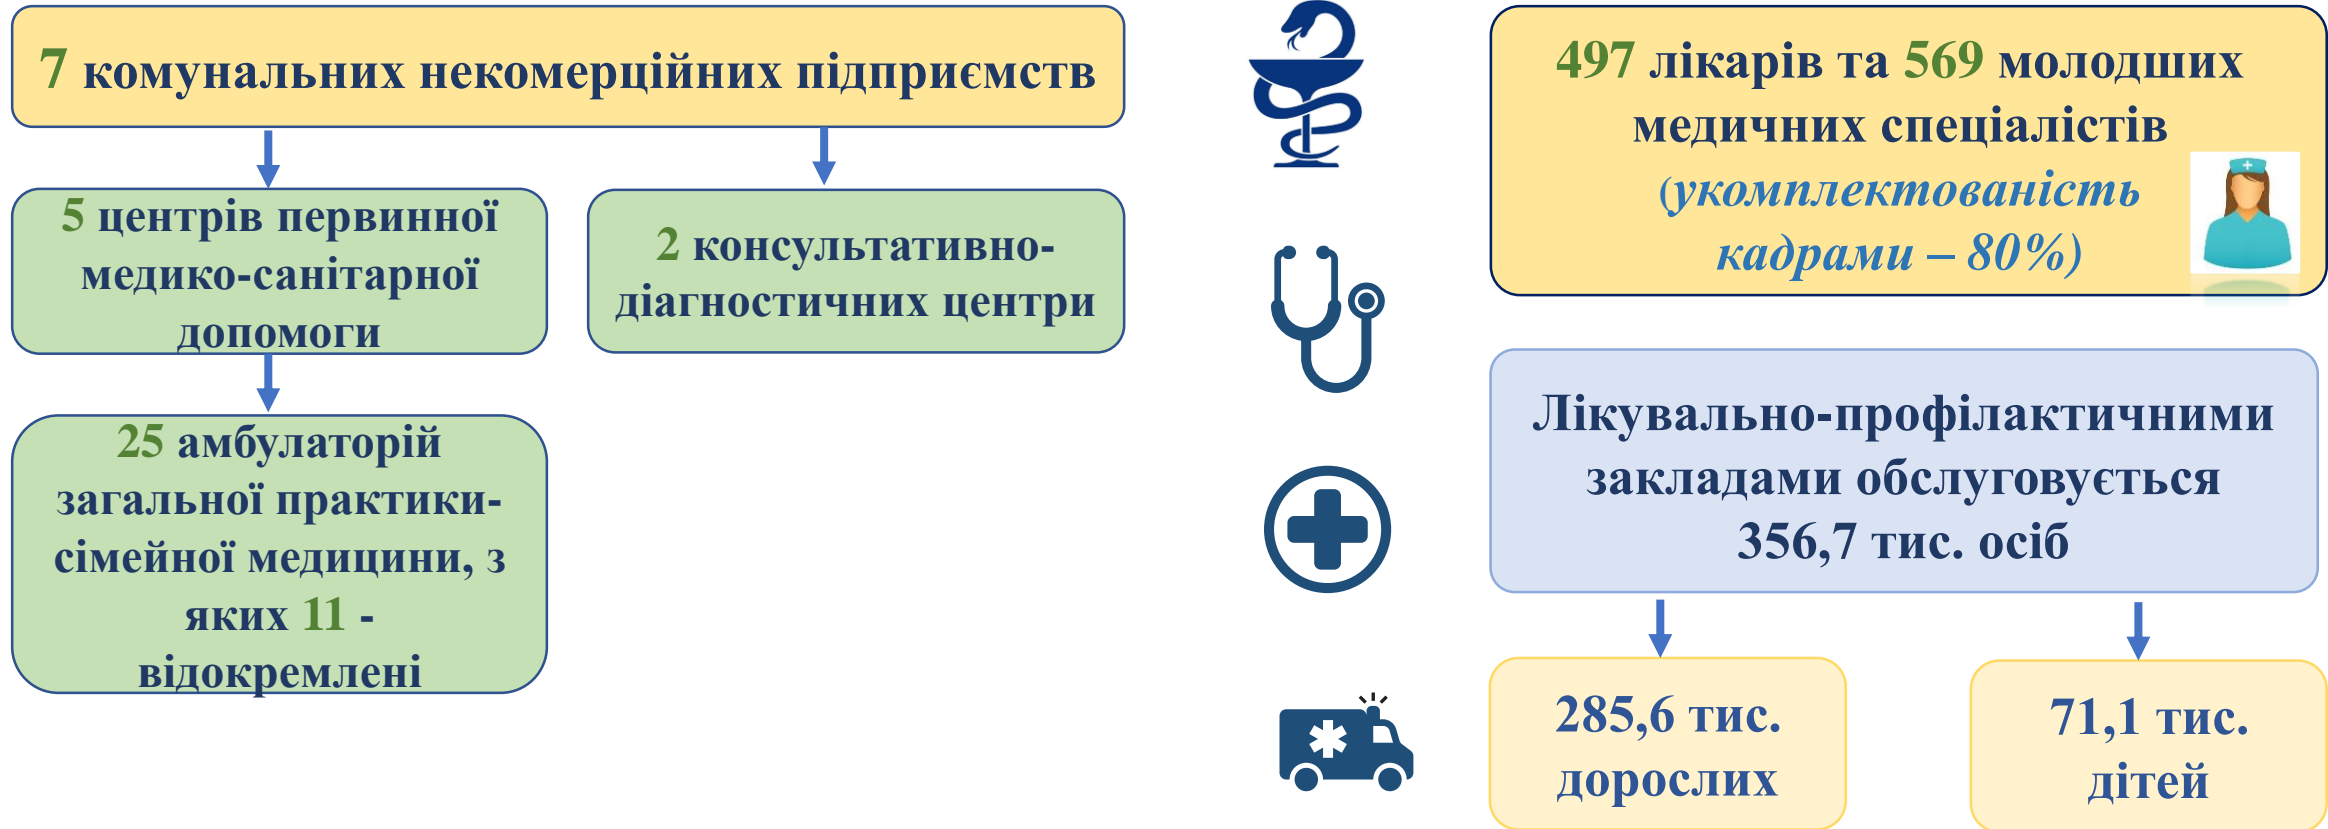 7 комунальних некомерційних підприємств
5 центрів первинної
медико-санітарної
допомоги
2 консультативно-
діагностичних центри
25 амбулаторій
загальної практики-
сімейної медицини, з
яких 11 -
відокремлені
497 лікарів та 569 молодших
медичних спеціалістів
(укомплектованість
кадрами – 80%)
Лікувально-профілактичними
закладами обслуговується
356,7 тис. осіб
285,6 тис.
дорослих
71,1 тис.
дітей